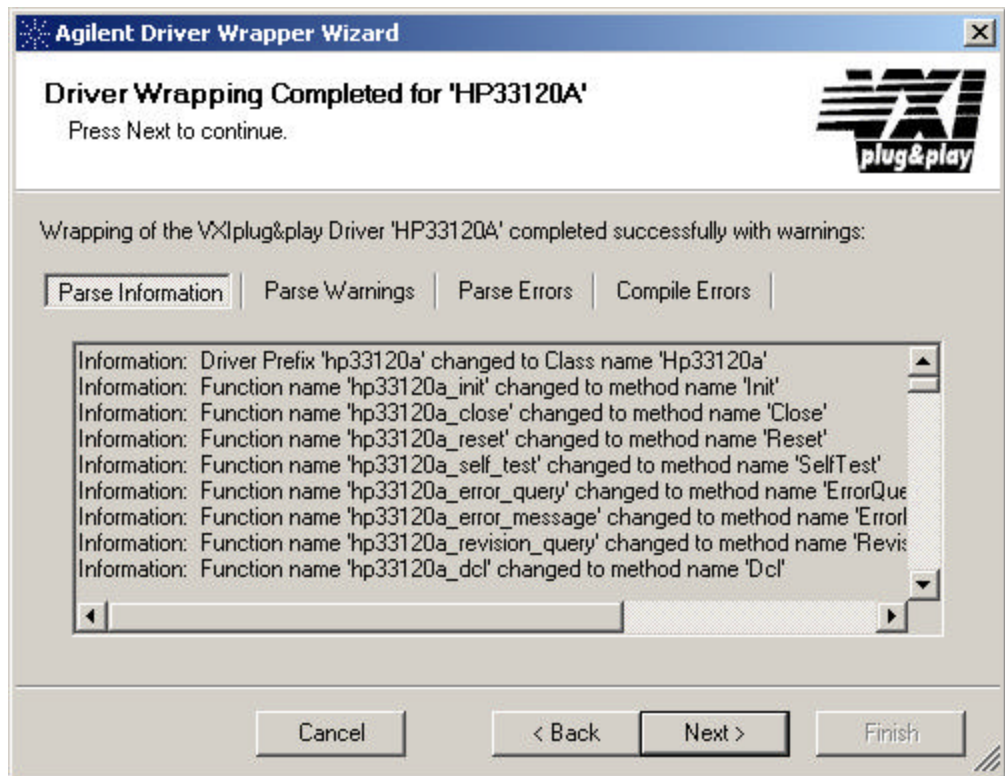 Agilent Driver Wrapper Wizard
Driver Wrapping Completed for 'HP33120A'
Press Next to continue.
VXI
plug&play
Wrapping of the VXIplug&play Driver 'HP33120A' completed successfully with warnings:
Parse Information Parse Warnings Parse Errors Compile Errors
Information: Driver Prefix 'hp33120a' changed to Class name 'Hp33120a'
Information: Function name 'hp33120a_init' changed to method name 'Init'
Information: Function name 'hp33120a_close' changed to method name 'Close'
Information: Function name 'hp33120a_reset' changed to method name 'Reset'
Information: Function name 'hp33120a_self_test' changed to method name 'SelfTest'
Information: Function name 'hp33120a_error_query' changed to method name 'ErrorQue
Information: Function name 'hp33120a_error_message' changed to method name 'Error
Information: Function name 'hp33120a_revision_query' changed to method name 'Revis
Information: Function name 'hp33120a_dcl' changed to method name 'Dcl'
Cancel < Back Next > Finish